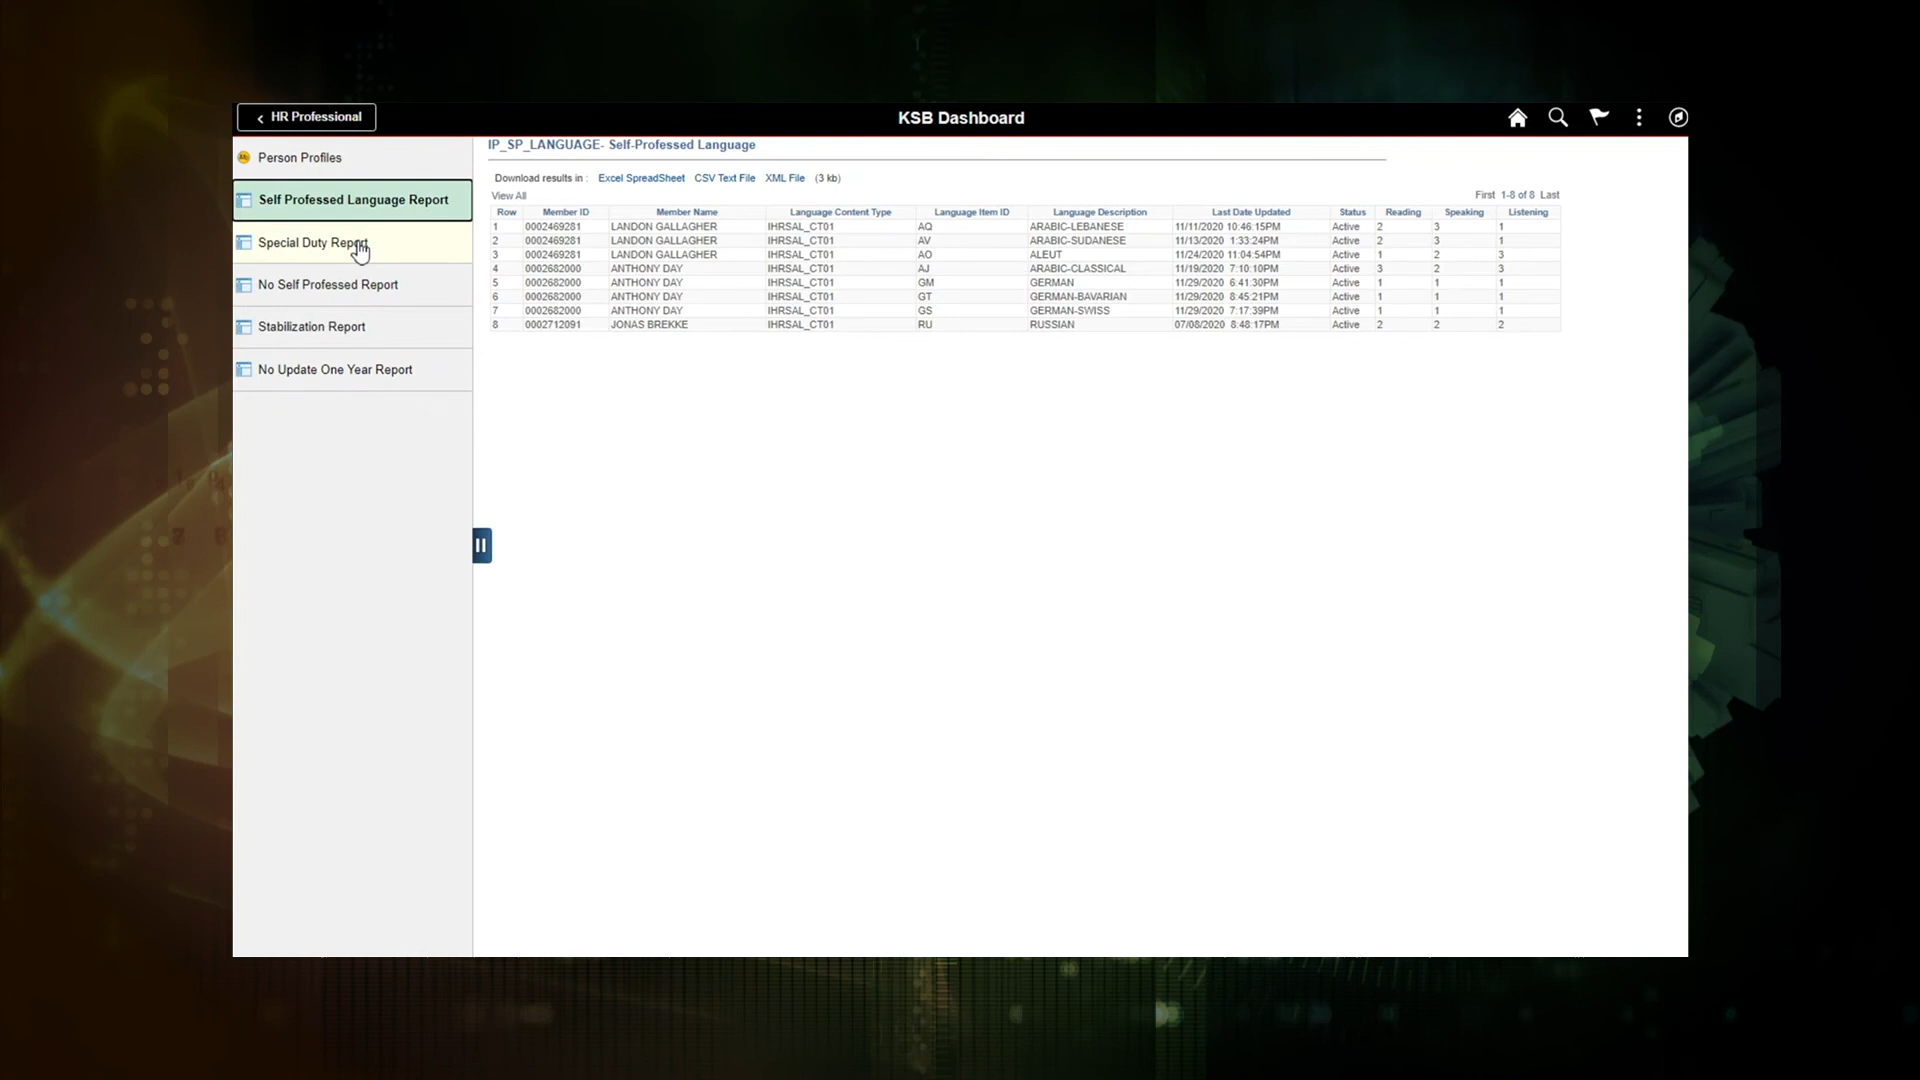 HR Professional
KSB Dashboard
Person Profiles
Self Professed Language Report
Special Duty Report
No Self Professed Report
Stabilization Report
No Update One Year Report
IP_SP_LANGUAGE- Self-Professed Language
Download results in : Excel SpreadSheet CSV Text File XML File (3 kb)
View All First 1-8 of 8 Last
Row Member ID Member Name Language Content Type Language Item ID Language Description Last Date Updated Status Reading Speaking Listening
1 0002469281 LANDON GALLAGHER IHRSAL_CT01 AQ ARABIC-LEBANESE 11/11/2020 10:46:15PM Active 2 3 1
2 0002469281 LANDON GALLAGHER IHRSAL_CT01 AV ARABIC-SUDANESE 11/13/2020 1:33:24PM Active 2 3 1
3 0002469281 LANDON GALLAGHER IHRSAL_CT01 AO ALEUT 11/24/2020 11:04:54PM Active 1 2 3
4 0002682000 ANTHONY DAY IHRSAL_CT01 AJ ARABIC-CLASSICAL 11/19/2020 7:10:10PM Active 3 2 3
5 0002682000 ANTHONY DAY IHRSAL_CT01 GM GERMAN 11/29/2020 6:41:30PM Active 1 1 1
6 0002682000 ANTHONY DAY IHRSAL_CT01 GT GERMAN-BAVARIAN 11/29/2020 8:45:21PM Active 1 1 1
7 0002682000 ANTHONY DAY IHRSAL_CT01 GS GERMAN-SWISS 11/29/2020 7:17:39PM Active 1 1 1
8 0002712091 JONAS BREKKE IHRSAL_CT01 RU RUSSIAN 07/08/2020 8:48:17PM Active 2 2 2